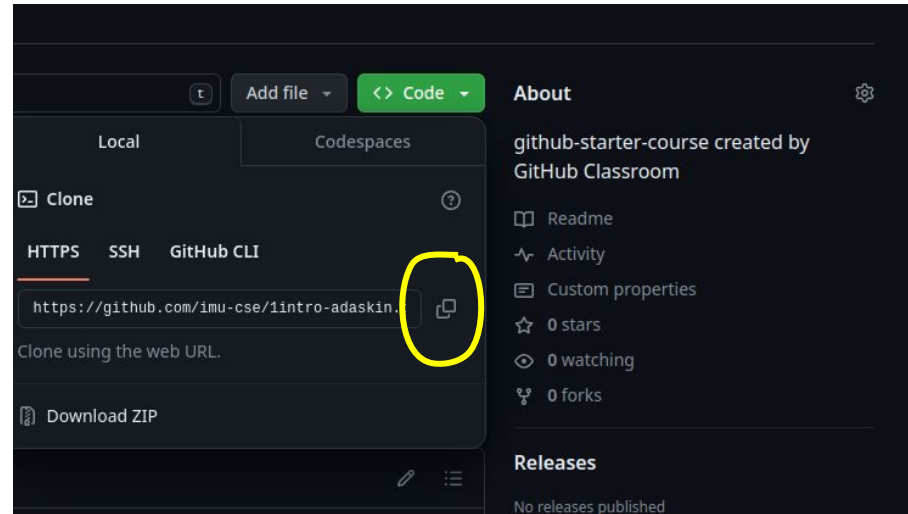 t Add file <> Code
Local Codespaces
Clone
HTTPS SSH GitHub CLI
https://github.com/imu-cse/1intro-adaskin.
Clone using the web URL.
Download ZIP
About
github-starter-course created by
GitHub Classroom
Readme
Activity
Custom properties
0 stars
0 watching
0 forks
Releases
No releases published